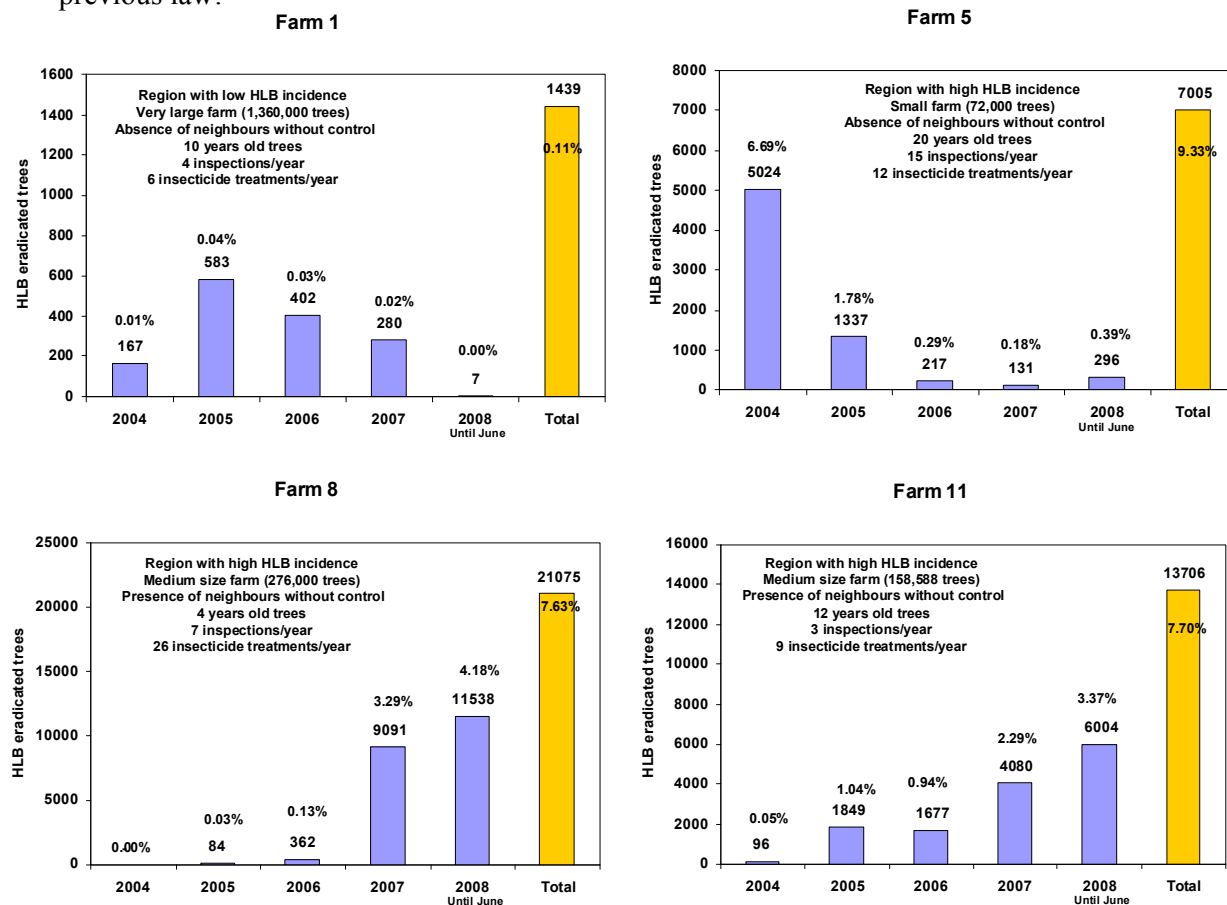 previous law.
Farm 1
HLB eradicated trees
1600
1400
1200
1000
800
600
400
200
0
Region with low HLB incidence
Very large farm (1,360,000 trees)
Absence of neighbours without control
10 years old trees
4 inspections/year
6 insecticide treatments/year
0.01%
167
0.04%
583
0.03%
402
0.02%
280
0.00%
7
1439
0.11%
2004 2005 2006 2007 2008 Total
Until June
Farm 5
HLB eradicated trees
8000
7000
6000
5000
4000
3000
2000
1000
0
Region with high HLB incidence
Small farm (72,000 trees)
Absence of neighbours without control
20 years old trees
15 inspections/year
12 insecticide treatments/year
6.69%
5024
1.78%
1337
0.29%
217
0.18%
131
0.39%
296
7005
9.33%
2004 2005 2006 2007 2008 Total
Until June
Farm 8
HLB eradicated trees
25000
20000
15000
10000
5000
0
Region with high HLB incidence
Medium size farm (276,000 trees)
Presence of neighbours without control
4 years old trees
7 inspections/year
26 insecticide treatments/year
0.00%
0.03%
84
0.13%
362
3.29%
9091
4.18%
11538
21075
7.63%
2004 2005 2006 2007 2008 Total
Until June
Farm 11
HLB eradicated trees
16000
14000
12000
10000
8000
6000
4000
2000
0
Region with high HLB incidence
Medium size farm (158,588 trees)
Presence of neighbours without control
12 years old trees
3 inspections/year
9 insecticide treatments/year
0.05%
96
1.04%
1849
0.94%
1677
2.29%
4080
3.37%
6004
13706
7.70%
2004 2005 2006 2007 2008 Total
Until June